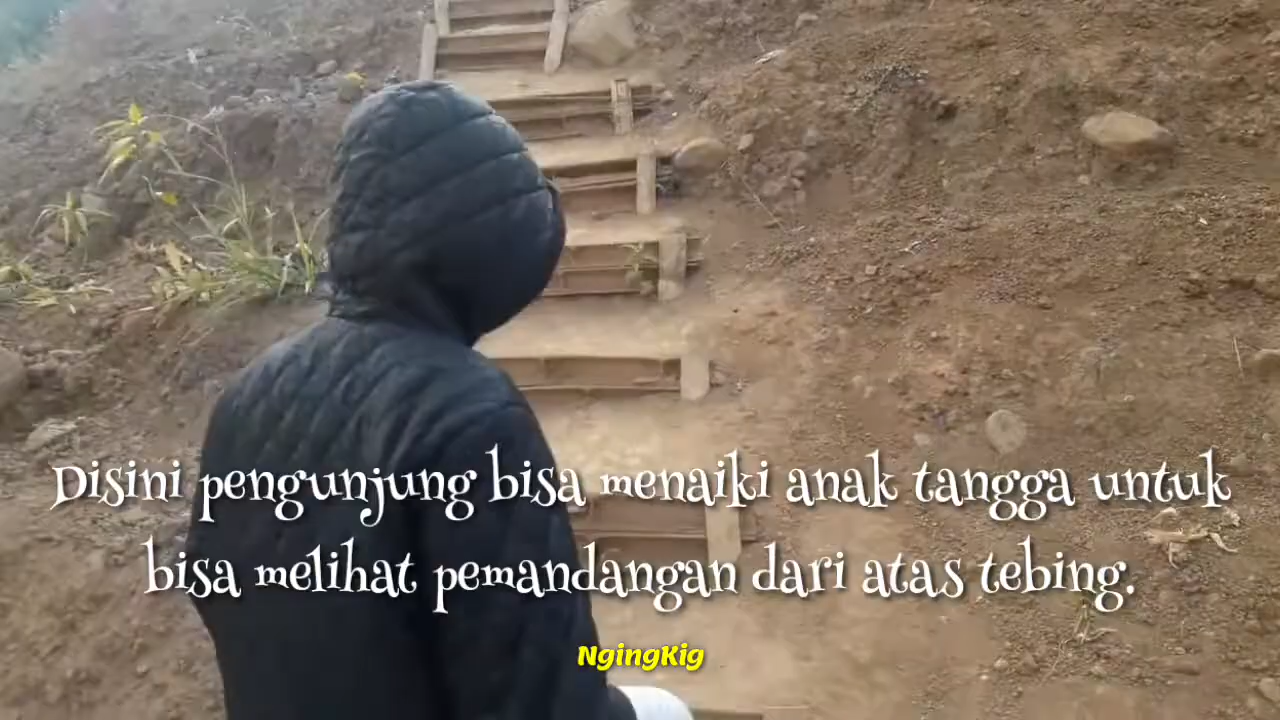 Disini pengunjung bisa menaiki anak tangga untuk
bisa melihat pemandangan dari atas tebing.
NgingKig